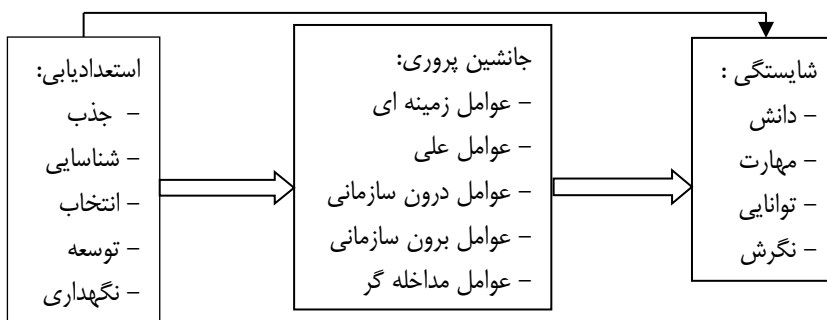 شایستگی :
– دانش
– مهارت
– توانایی
– نگرش
جانشین پروری:
– عوامل زمینه ای
– عوامل علی
– عوامل درون سازمانی
– عوامل برون سازمانی
– عوامل مداخله گر
استعدادیابی:
– جذب
– شناسایی
– انتخاب
– توسعه
– نگهداری